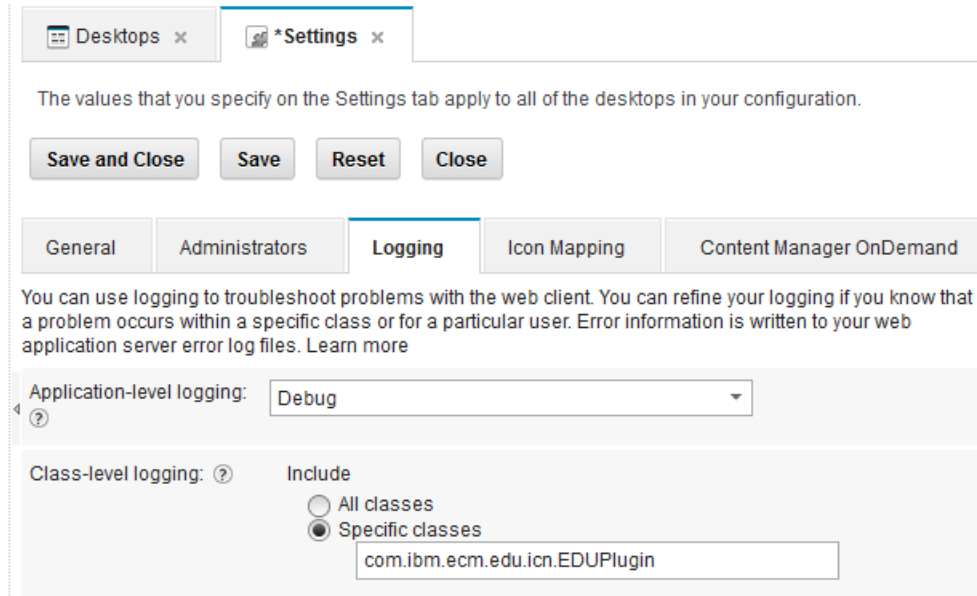 Desktops
*Settings
The values that you specify on the Settings tab apply to all of the desktops in your configuration.
Save and Close Save Reset Close
General Administrators Logging Icon Mapping Content Manager OnDemand
You can use logging to troubleshoot problems with the web client. You can refine your logging if you know that
a problem occurs within a specific class or for a particular user. Error information is written to your web
application server error log files. Learn more
Application-level logging: Debug
?
Class-level logging: ? Include
All classes
Specific classes
com.ibm.ecm.edu.icn.EDUPlugin